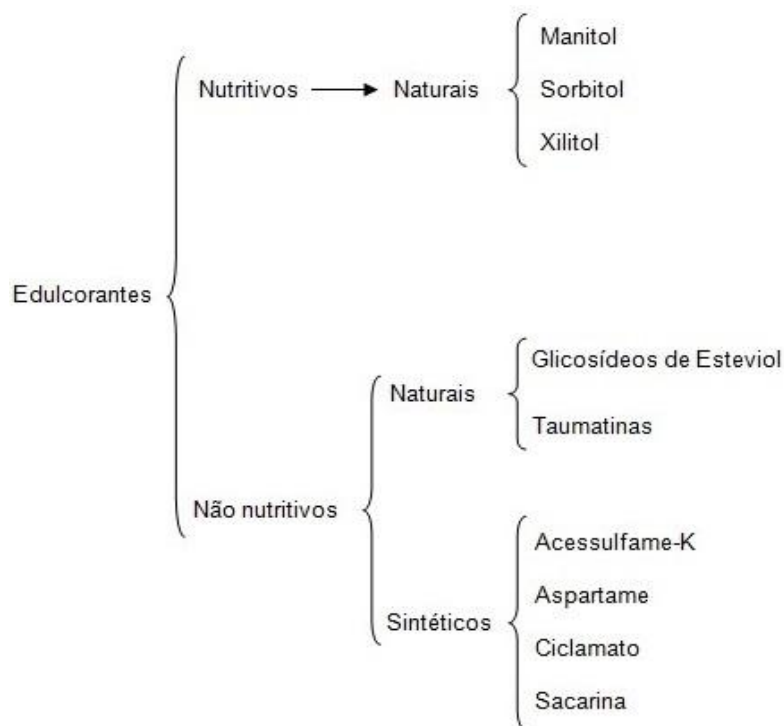 Edulcorantes
Nutritivos
Naturais
Manitol
Sorbitol
Xilitol
Não nutritivos
Naturais
Glicosídeos de Esteviol
Taumatinas
Sintéticos
Acessulfame-K
Aspartame
Ciclamato
Sacarina